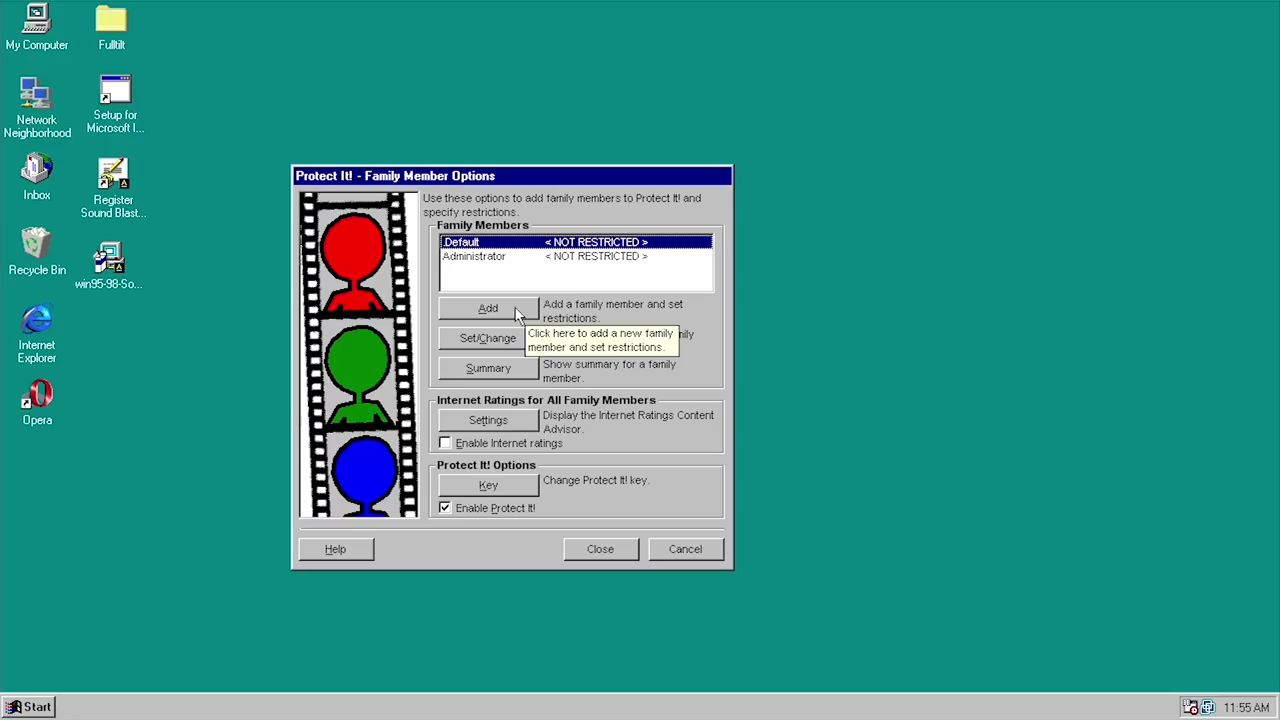 My Computer
Fulltilt
Network
Neighborhood
Setup for
Microsoft I...
Inbox
Register
Sound Blast...
Recycle Bin
win95-98-So...
Internet
Explorer
Opera
Protect It! - Family Member Options
Use these options to add family members to Protect It! and
specify restrictions.
Family Members
.Default < NOT RESTRICTED >
Administrator < NOT RESTRICTED >
Add
Add a family member and set
restrictions.
Set/Change
Click here to add a new family
member and set restrictions.
Summary
Show summary for a family
member.
Internet Ratings for All Family Members
Settings
Display the Internet Ratings Content
Advisor.
Enable Internet ratings
Protect It! Options
Key
Change Protect It! key.
Enable Protect It!
Help
Close
Cancel
Start
11:55 AM